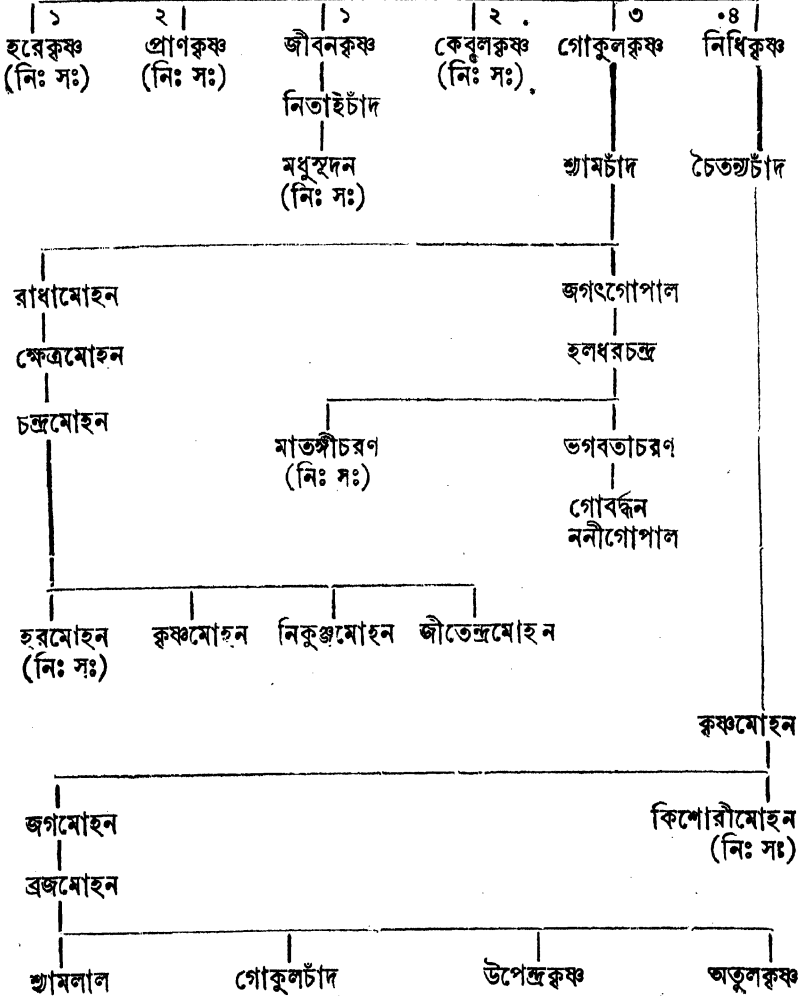 ১ ২ ১ ২ ৩ ৪
হরেকৃষ্ণ প্রাণকৃষ্ণ জীবনকৃষ্ণ কেবলকৃষ্ণ গোকুলকৃষ্ণ নিধিকৃষ্ণ
(নিঃ সঃ) (নিঃ সঃ) (নিঃ সঃ)
নিতাইচাঁদ
মধুসূদন শ্যামচাঁদ চৈতন্যচাঁদ
(নিঃ সঃ)
রাধামোহন জগৎগোপাল
ক্ষেত্রমোহন হলধরচন্দ্র
চন্দ্রমোহন
মাতঙ্গীচরণ ভগবতাচরণ
(নিঃ সঃ)
গোবর্দ্ধন
ননীগোপাল
হরমোহন কৃষ্ণমোহন নিকুঞ্জমোহন জীতেন্দ্রমোহন
(নিঃ সঃ)
কৃষ্ণমোহন
জগমোহন কিশোরীমোহন
(নিঃ সঃ)
ব্রজমোহন
শ্যামলাল গোকুলচাঁদ উপেন্দ্রকৃষ্ণ অতুলকৃষ্ণ